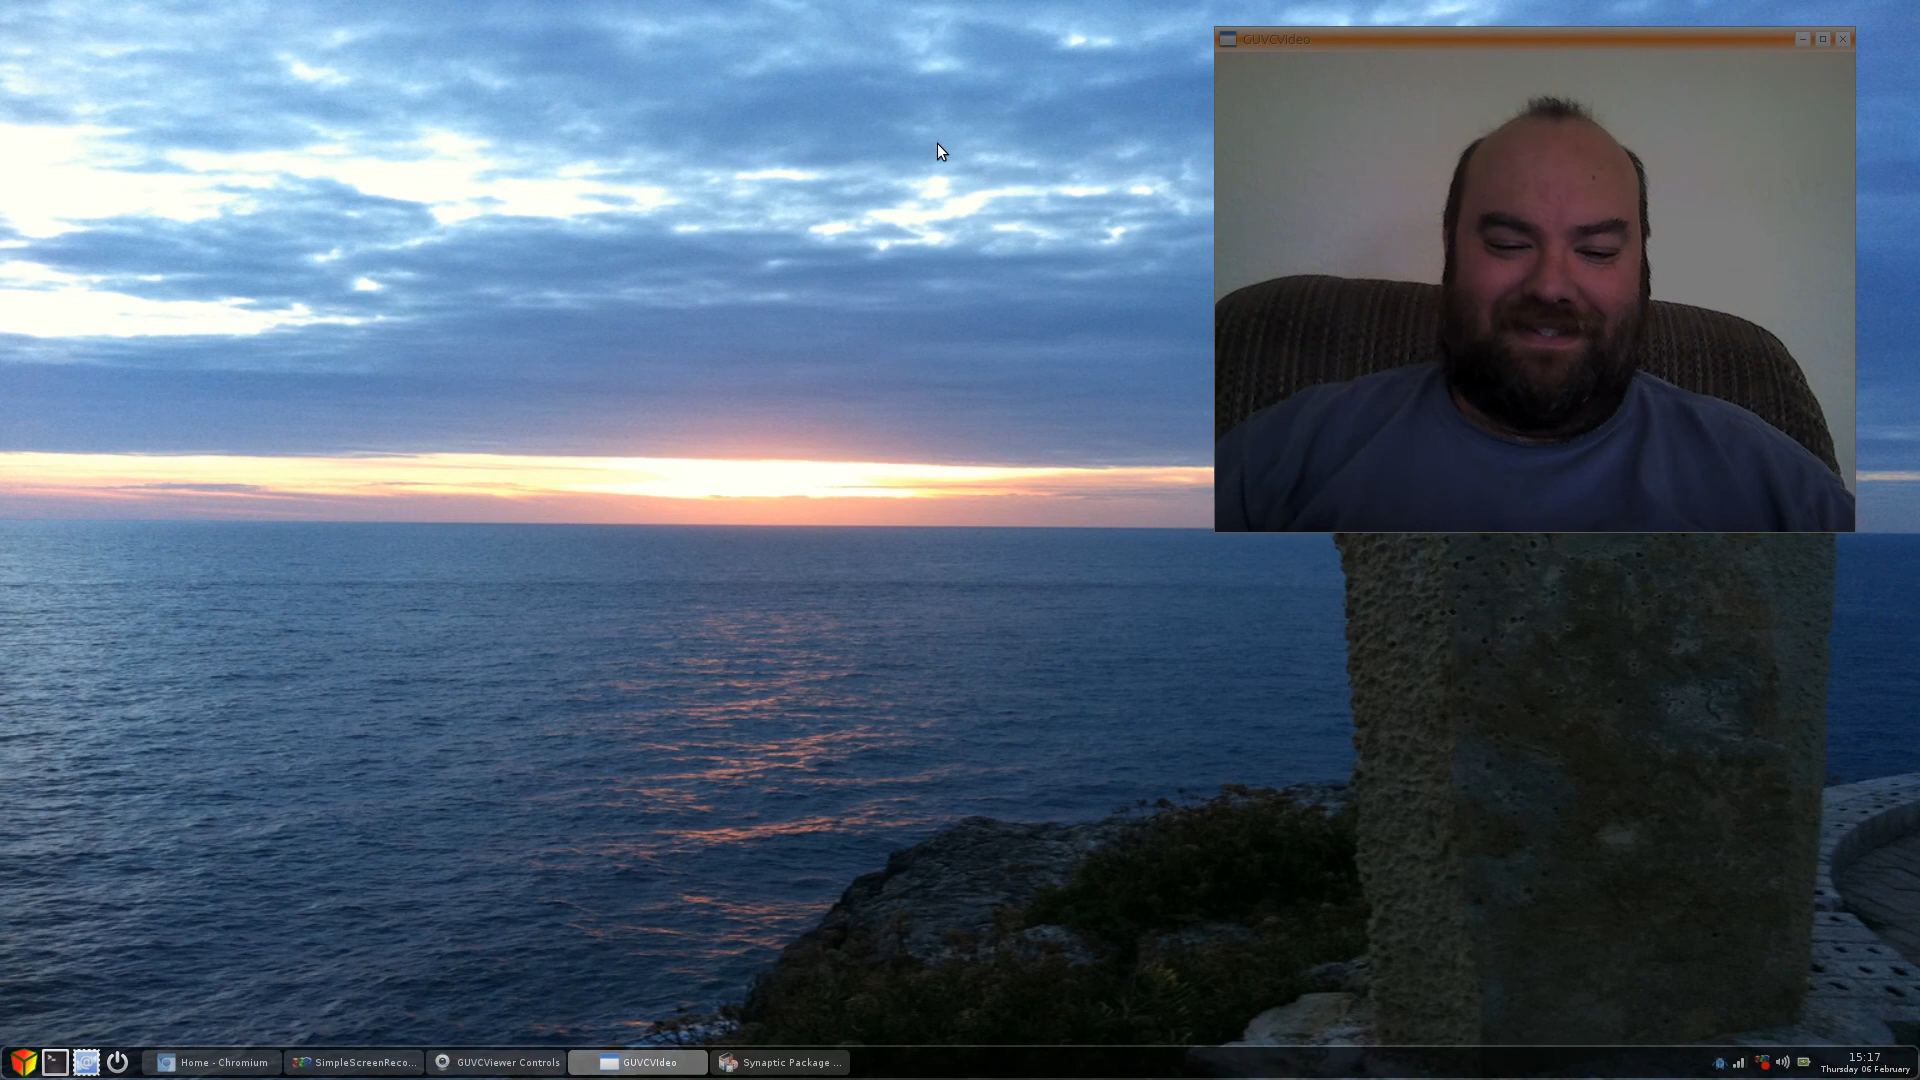 GUVCVideo
Home - Chromium
SimpleScreenReco...
GUVCViewer Controls
GUVCVIdeo
Synaptic Package ...
15:17
Thursday 06 February